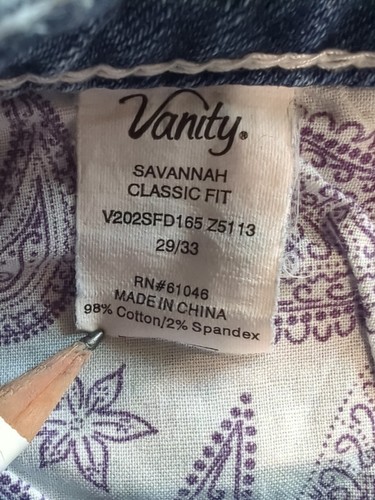 Vanity®
SAVANNAH
CLASSIC FIT
V202SFD165 Z5113
29/33
RN#61046
MADE IN CHINA
98% Cotton/2% Spandex